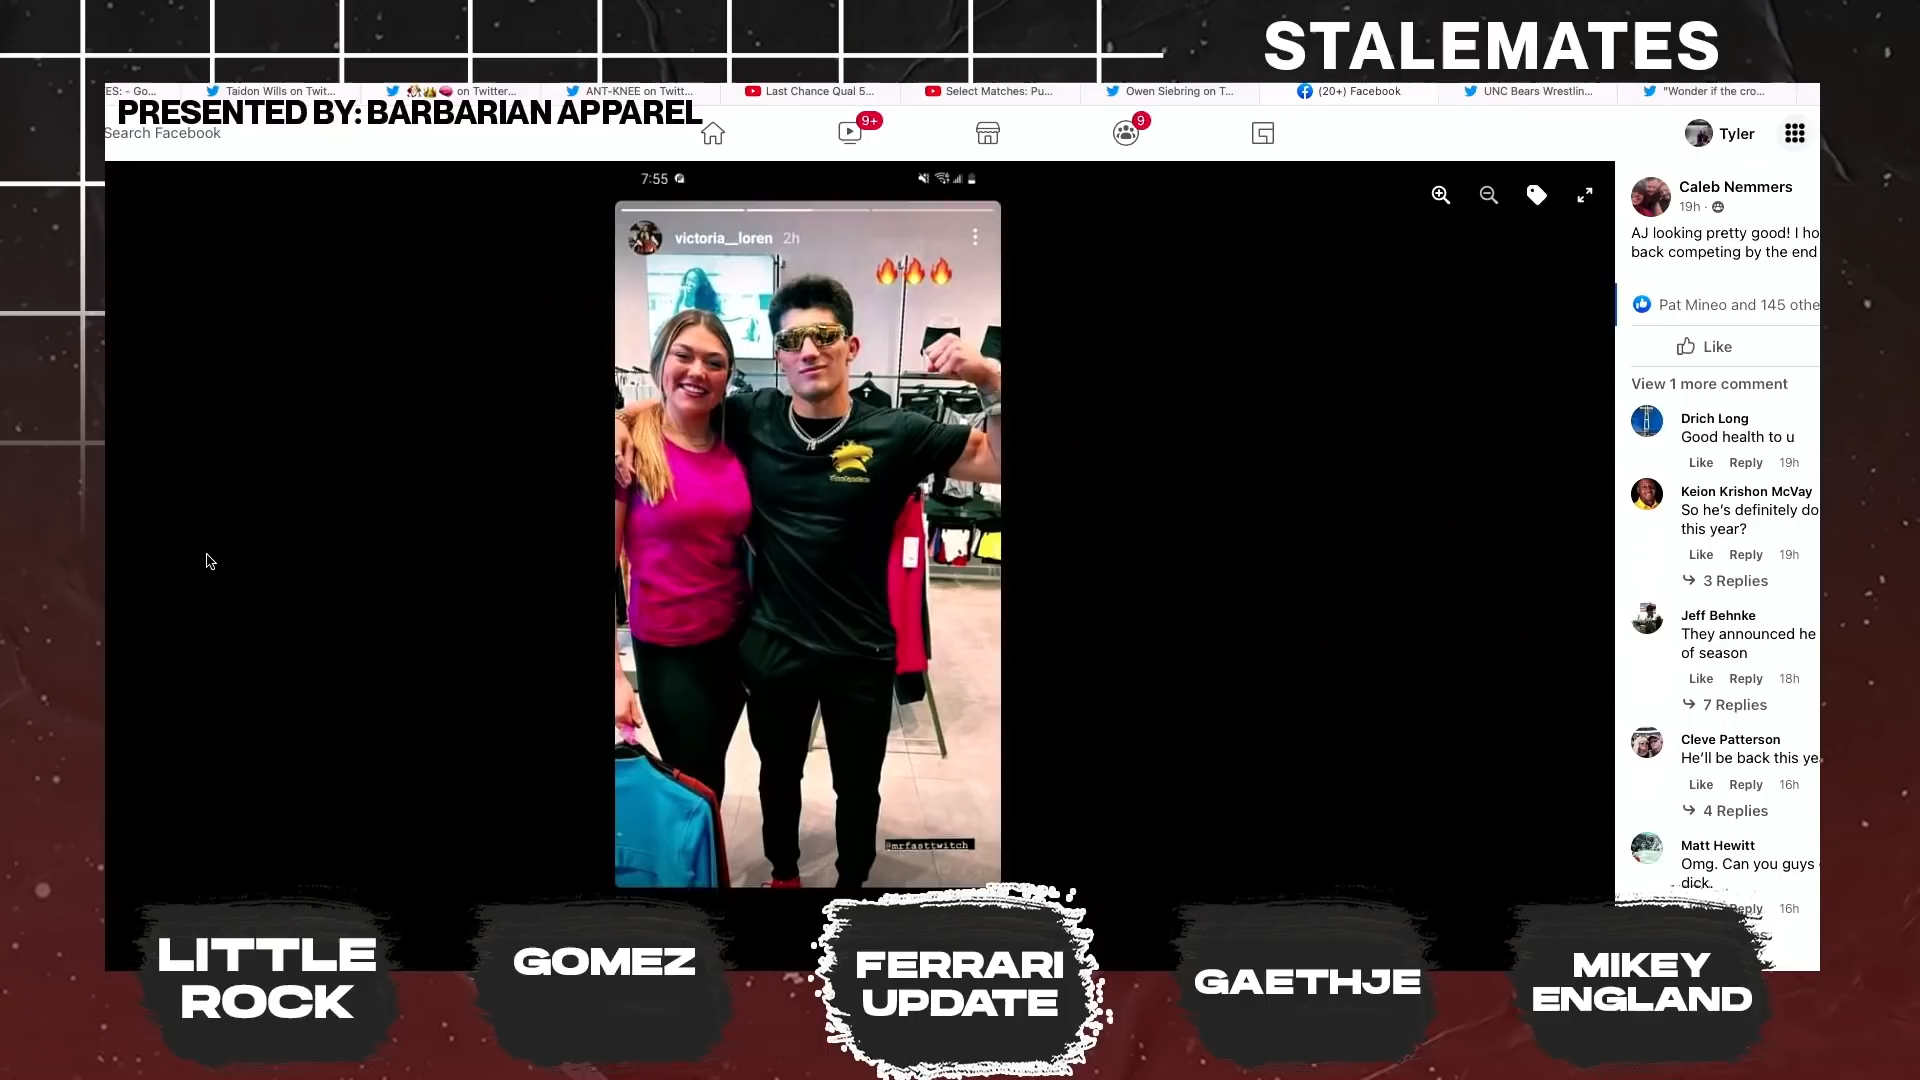 STALEMATES
ES: - Go...
Taidon Wills on Twit...
on Twitter...
ANT-KNEE on Twitt...
Last Chance Qual 5...
Select Matches: Pu...
Owen Siebring on T...
(20+) Facebook
UNC Bears Wrestlin...
"Wonder if the cro...
PRESENTED BY: BARBARIAN APPAREL
Search Facebook
9+
9
Tyler
7:55
victoria__loren 2h
@mrfasttwitch
Caleb Nemmers
19h ·
AJ looking pretty good! I ho
back competing by the end
Pat Mineo and 145 othe
Like
View 1 more comment
Drich Long
Good health to u
Like Reply 19h
Keion Krishon McVay
So he's definitely do
this year?
Like Reply 19h
3 Replies
Jeff Behnke
They announced he
of season
Like Reply 18h
7 Replies
Cleve Patterson
He'll be back this ye
Like Reply 16h
4 Replies
Matt Hewitt
Omg. Can you guys
dick.
Reply 16h
LITTLE
ROCK
GOMEZ
FERRARI
UPDATE
GAETHJE
MIKEY
ENGLAND